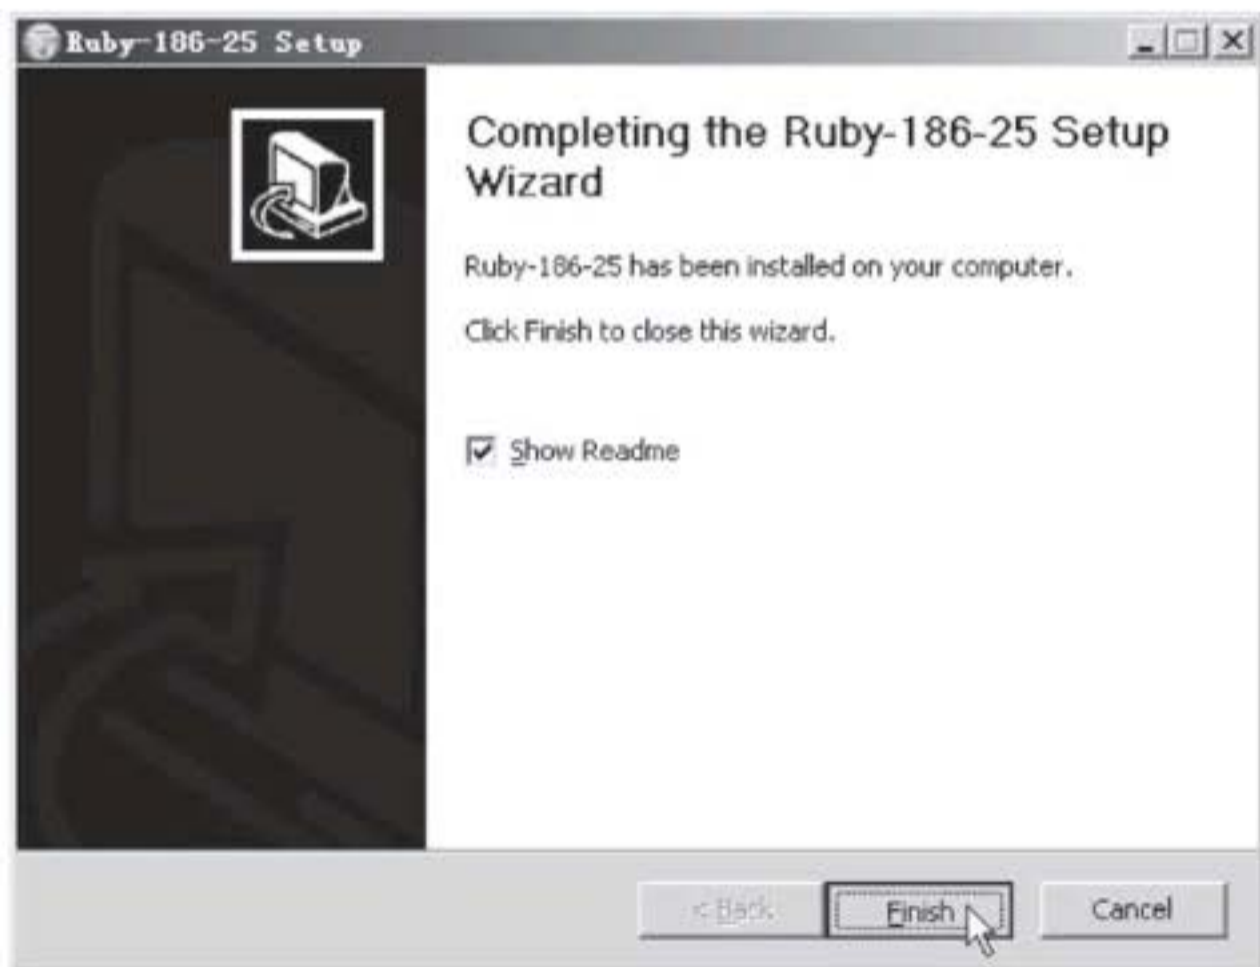 Ruby-186-25 Setup
Completing the Ruby-186-25 Setup
Wizard
Ruby-186-25 has been installed on your computer.
Click Finish to close this wizard.
Show Readme
< Back
Finish
Cancel